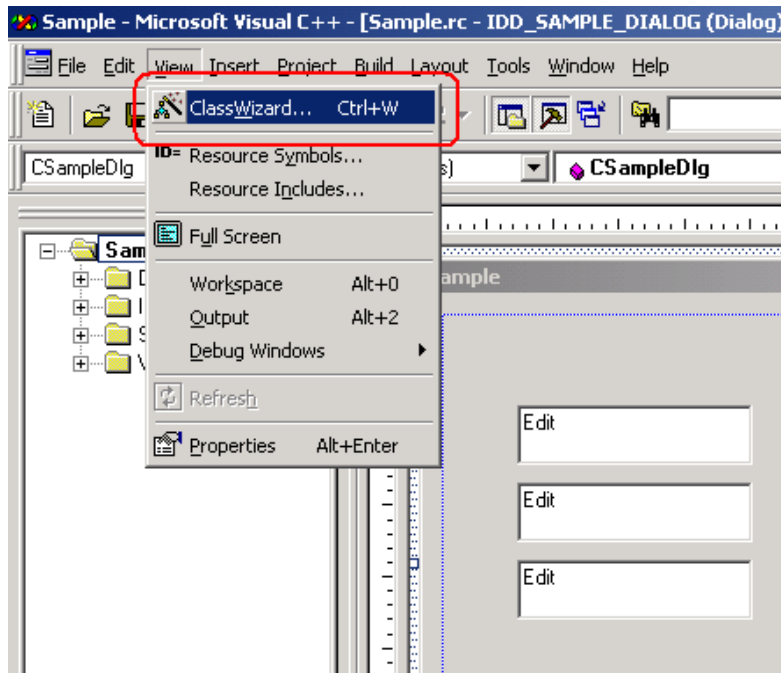 Sample - Microsoft Visual C++ - [Sample.rc - IDD_SAMPLE_DIALOG (Dialog)
File Edit View Insert Project Build Layout Tools Window Help
ClassWizard... Ctrl+W
CSampleDlg
s)
CSampleDlg
ID= Resource Symbols...
Resource Includes...
Full Screen
Sam
ample
Workspace Alt+0
Output Alt+2
Debug Windows
Refresh
Properties Alt+Enter
Edit
Edit
Edit